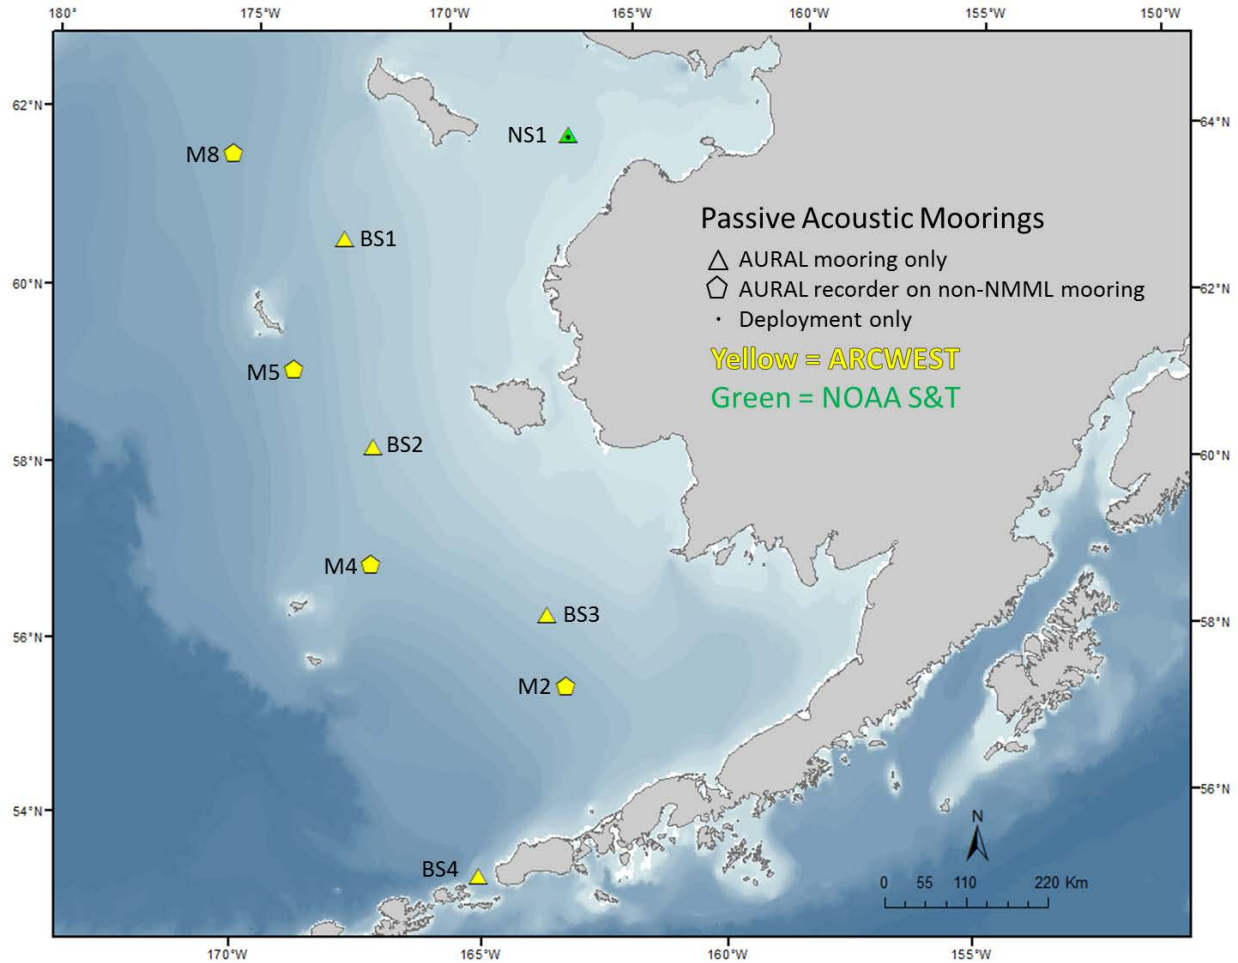 180° 175°W 170°W 165°W 160°W 155°W 150°W
62°N
64°N
NS1
M8
Passive Acoustic Moorings
BS1
AURAL mooring only
60°N
62°N
AURAL recorder on non-NMML mooring
Deployment only
Yellow = ARCWEST
M5
Green = NOAA S&T
BS2
58°N
60°N
M4
BS3
56°N
58°N
M2
56°N
54°N
N
BS4
0 55 110 220 Km
170°W 165°W 160°W 155°W